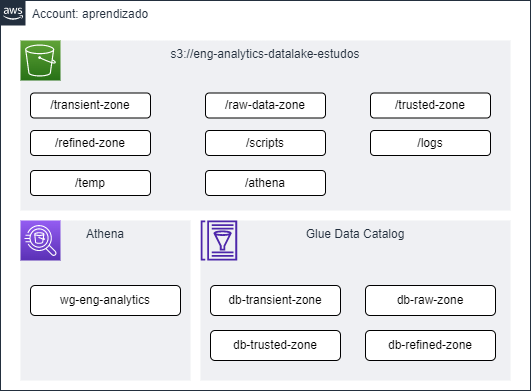 aws
Account: aprendizado
s3://eng-analytics-datalake-estudos
/transient-zone
/raw-data-zone
/trusted-zone
/refined-zone
/scripts
/logs
/temp
/athena
Athena
wg-eng-analytics
Glue Data Catalog
db-transient-zone
db-raw-zone
db-trusted-zone
db-refined-zone